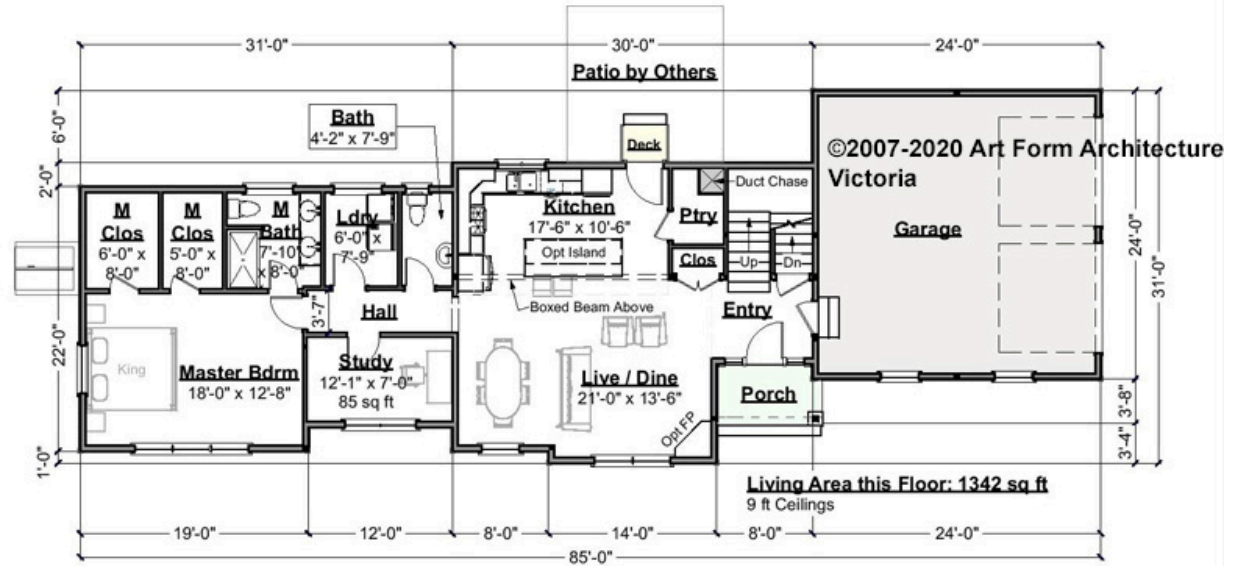 31'-0"
30'-0"
24'-0"
Patio by Others
6'-0"
Bath
4'-2" x 7'-9"
Deck
©2007-2020 Art Form Architecture
Victoria
2'-0"
Duct Chase
M
Clos
6'-0" x
8'-0"
M
Clos
5'-0" x
8'-0"
M
Bath
7'-10"
x 8'-0"
Ldry
6'-0" x
7'-9"
Kitchen
17'-6" x 10'-6"
Opt Island
Ptry
Clos
Up
Dn
Garage
24'-0"
31'-0"
Boxed Beam Above
3'-7"
Hall
Entry
22'-0"
King
Master Bdrm
18'-0" x 12'-8"
Study
12'-1" x 7'-0"
85 sq ft
Live / Dine
21'-0" x 13'-6"
Porch
Opt FP
3'-8"
3'-4"
1'-0"
Living Area this Floor: 1342 sq ft
9 ft Ceilings
19'-0"
12'-0"
8'-0"
14'-0"
8'-0"
24'-0"
85'-0"